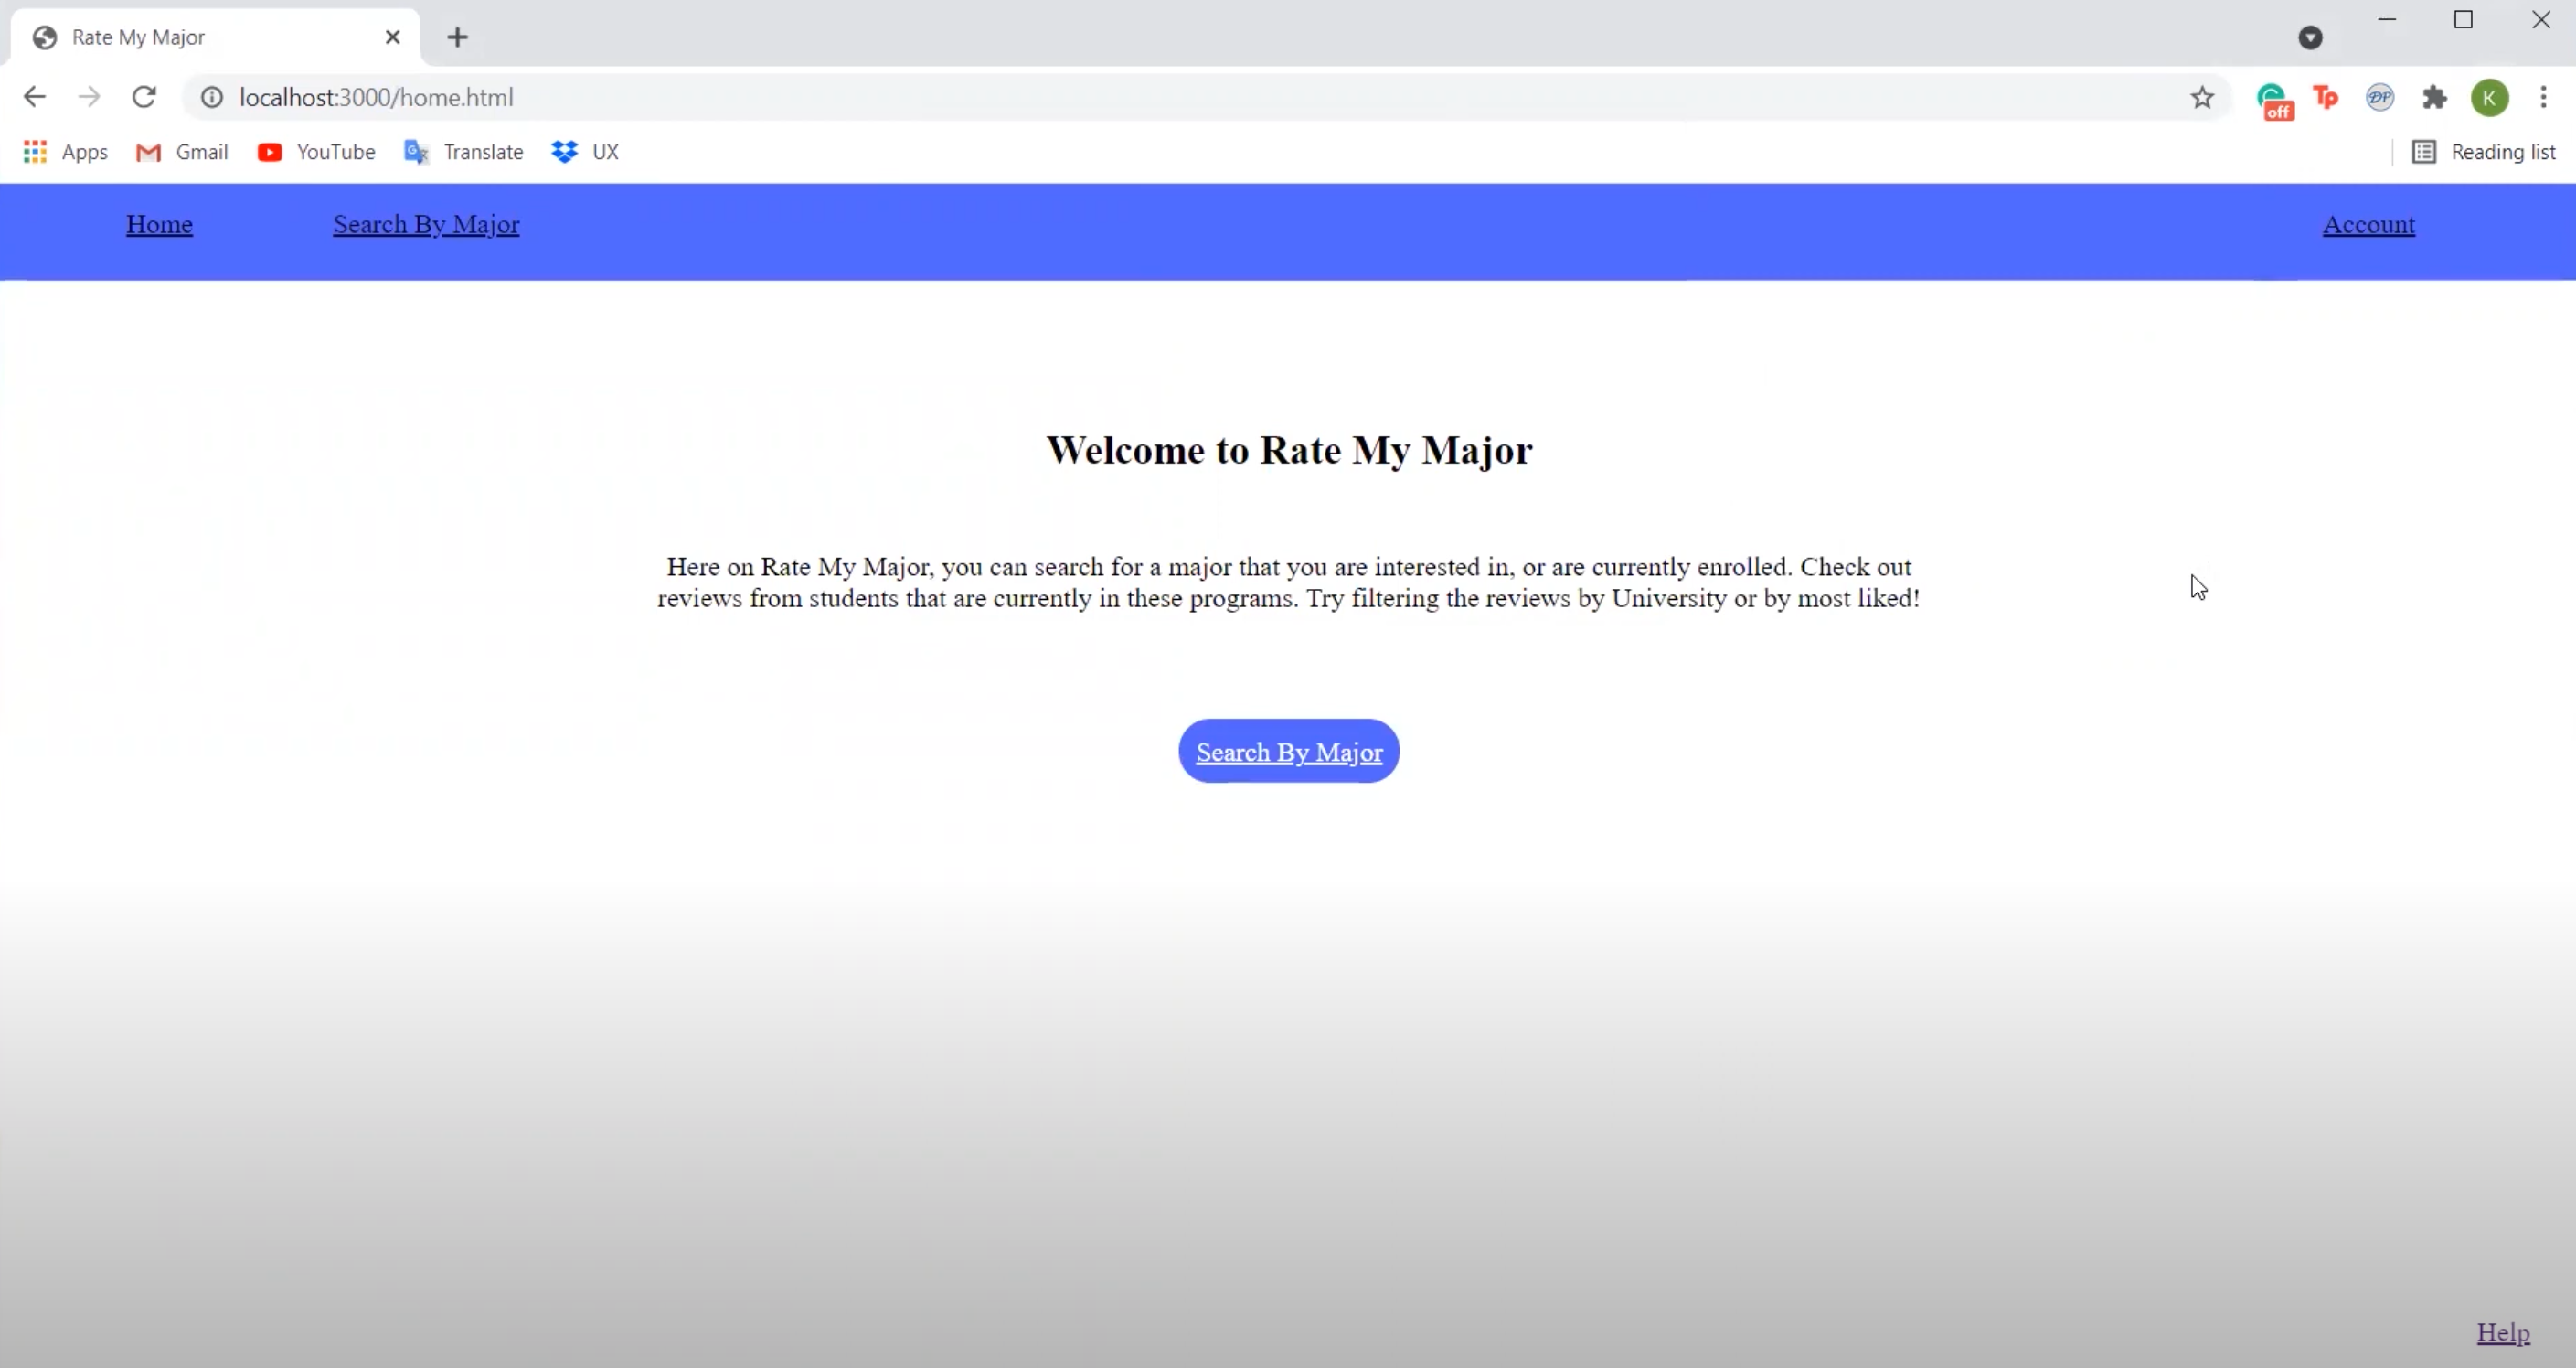 Rate My Major
localhost:3000/home.html
off Tp DP K
Apps Gmail YouTube Translate UX Reading list
Home Search By Major Account
Welcome to Rate My Major
Here on Rate My Major, you can search for a major that you are interested in, or are currently enrolled. Check out
reviews from students that are currently in these programs. Try filtering the reviews by University or by most liked!
Search By Major
Help